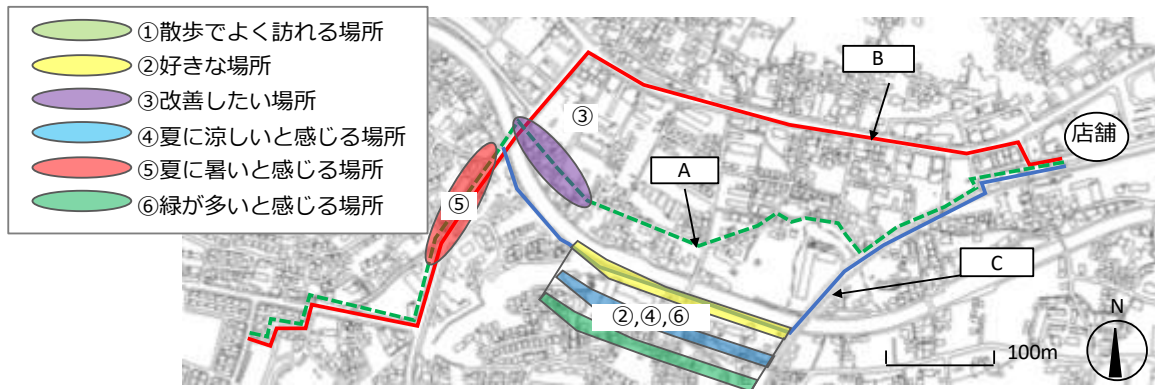 ①散歩でよく訪れる場所
②好きな場所
③改善したい場所
④夏に涼しいと感じる場所
⑤夏に暑いと感じる場所
⑥緑が多いと感じる場所
B
③
店舗
A
⑤
C
②,④,⑥
N
100m